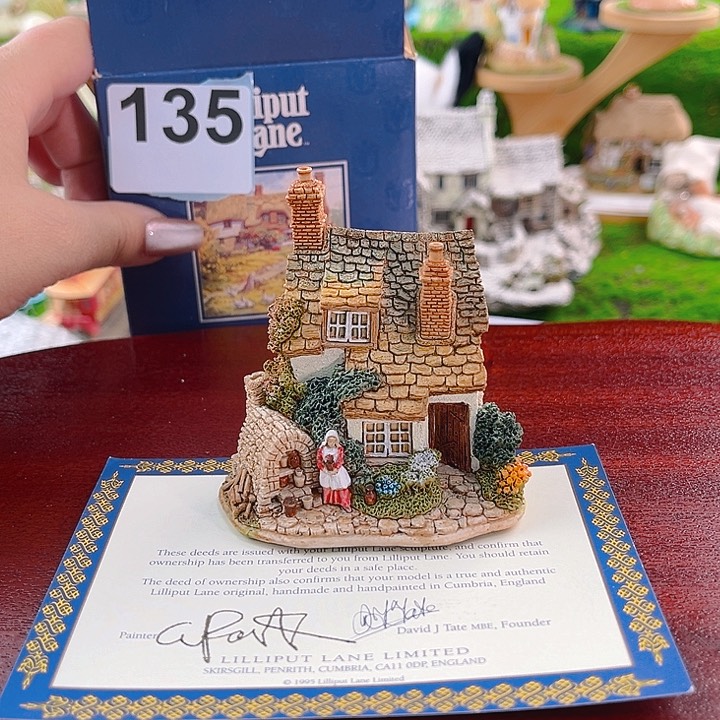 135
lliput
Lane™
These deeds are issued with your Lilliput Lane sculpture, and confirm that
ownership has been transferred to you from Lilliput Lane. You should retain
your deeds in a safe place.
The deed of ownership also confirms that your model is a true and authentic
Lilliput Lane original, handmade and handpainted in Cumbria, England
Painter
David J Tate MBE, Founder
LILLIPUT LANE LIMITED
SKIRSGILL, PENRITH, CUMBRIA, CA11 0DP, ENGLAND
© 1995 Lilliput Lane Limited